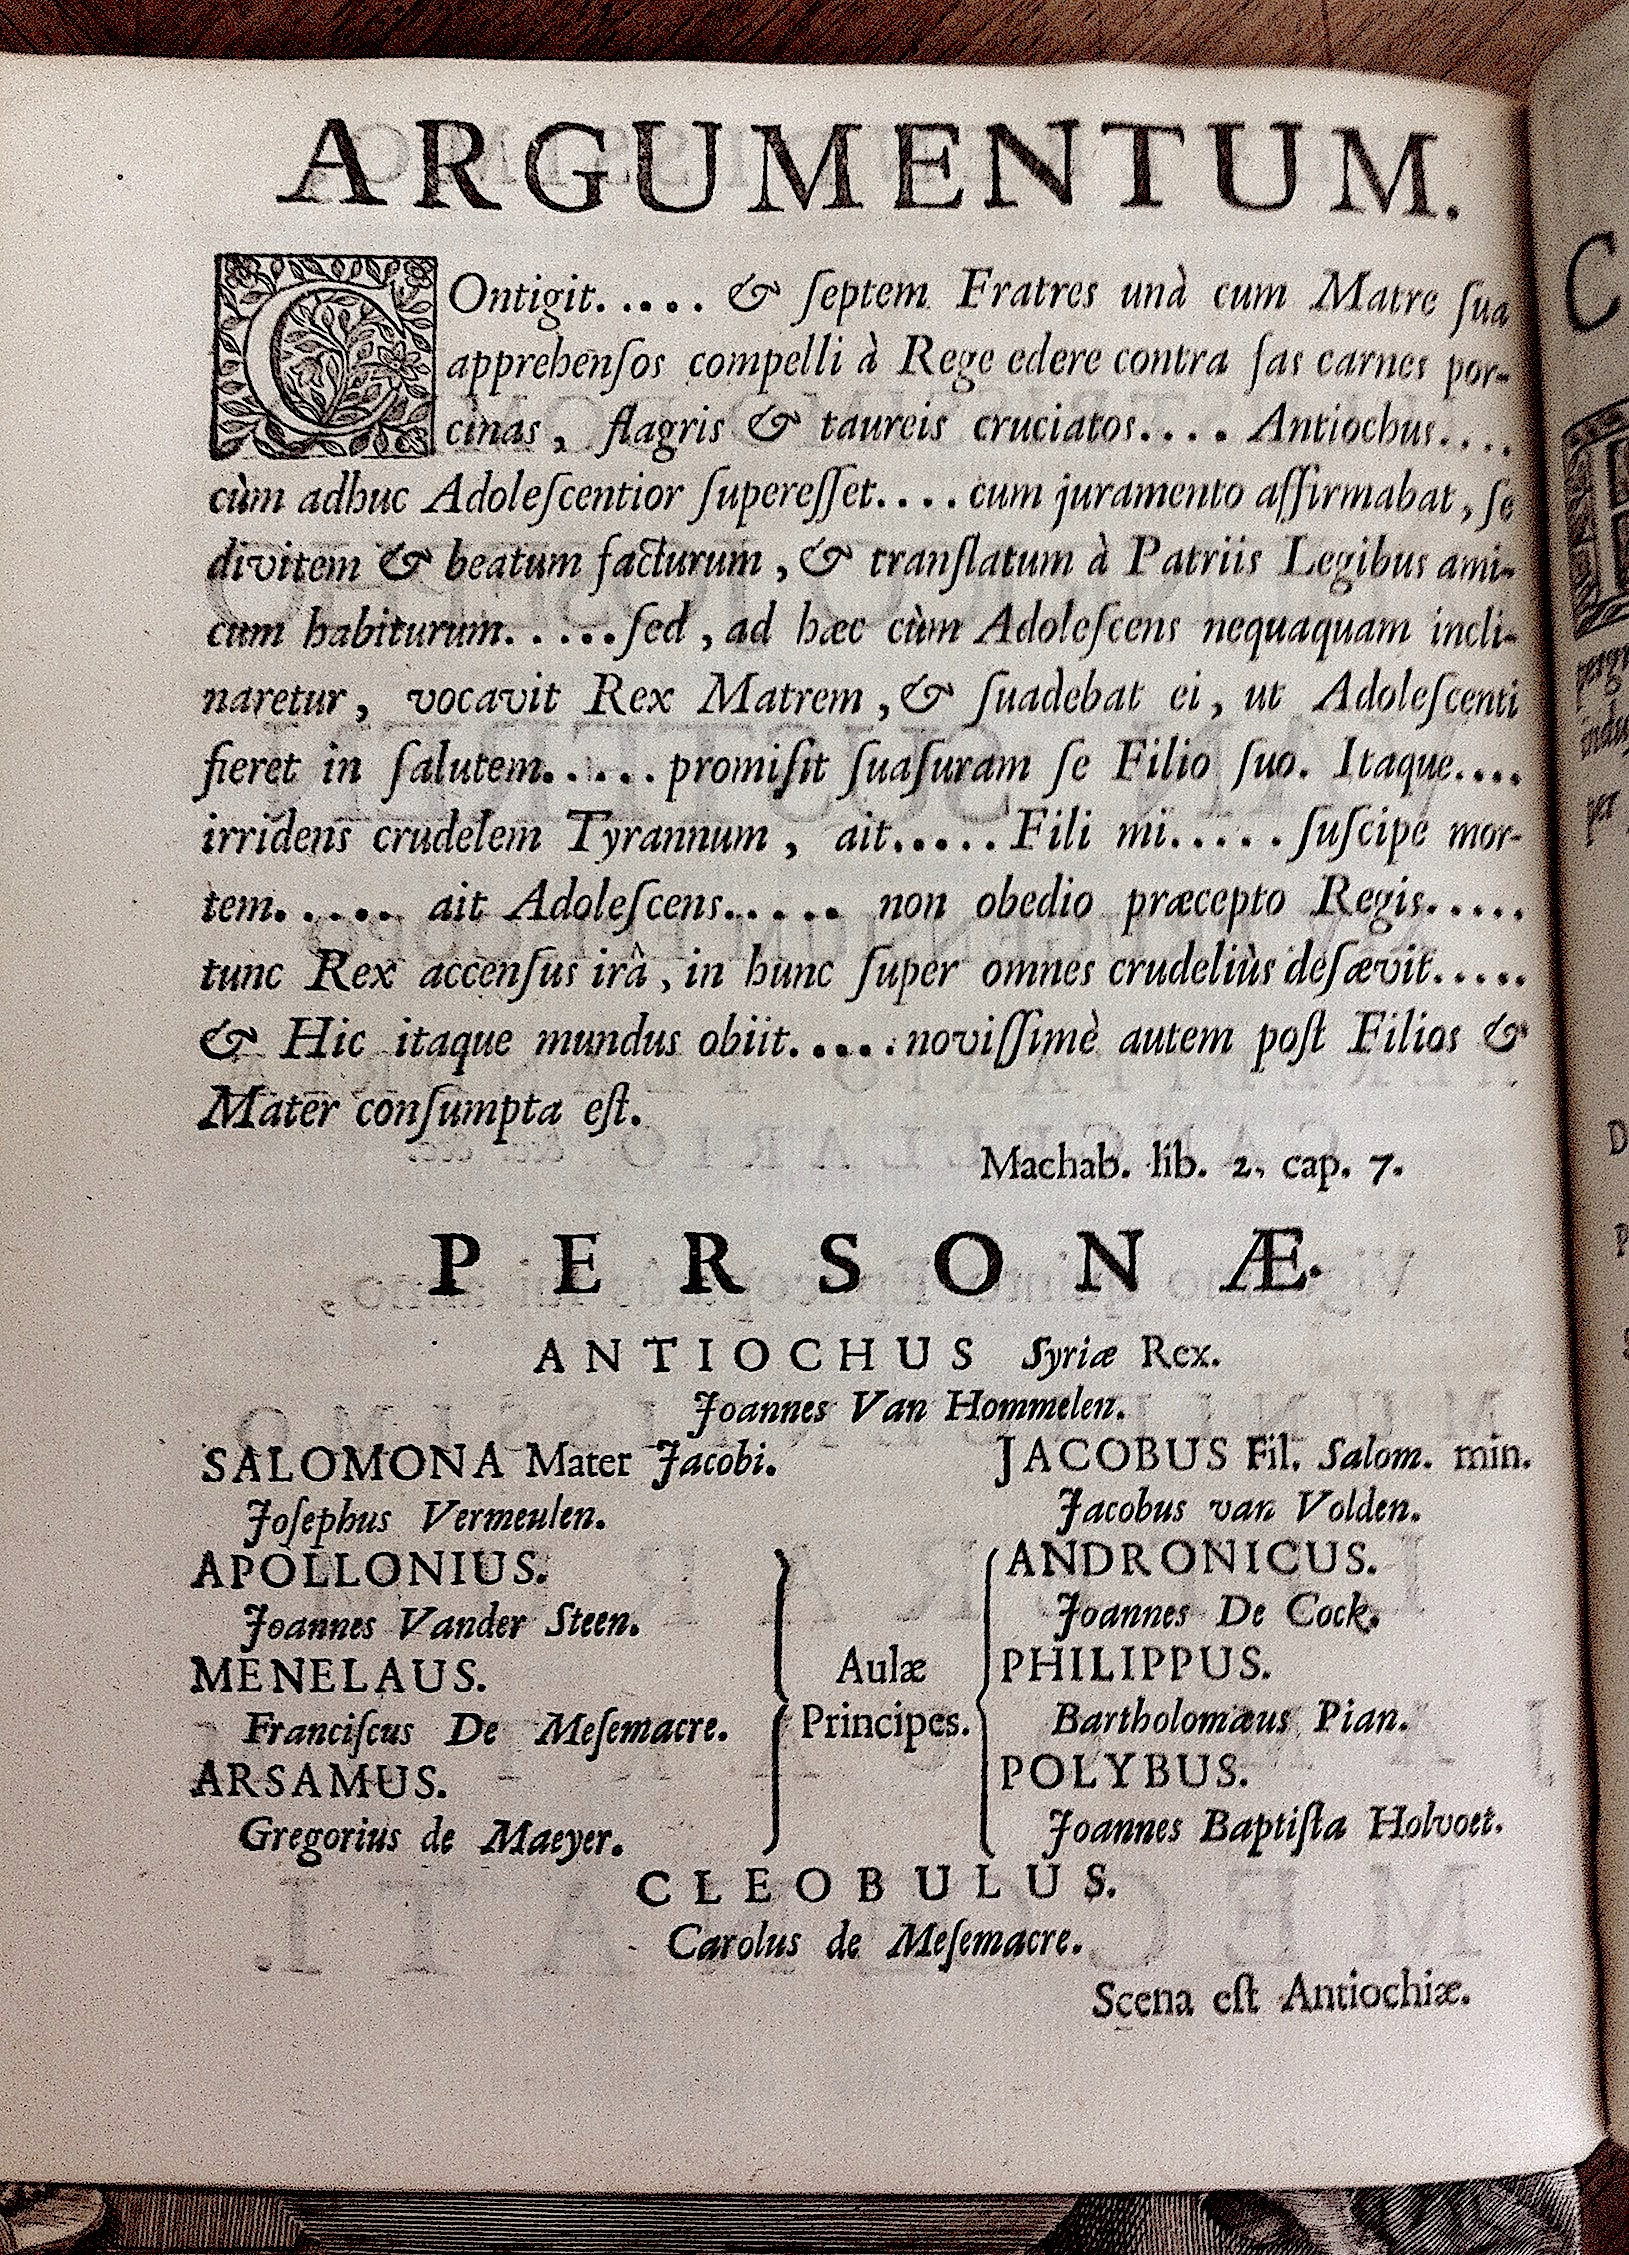 ARGUMENTUM.
COntigit..... & ſeptem Fratres unà cum Matre ſua
apprehenſos compelli à Rege edere contra fas carnes por-
cinas, flagris & taureis cruciatos.... Antiochus....
cùm adhuc Adoleſcentior ſupereſſet.... cum juramento affirmabat, ſe
divitem & beatum facturum, & tranſlatum à Patriis Legibus ami-
cum habiturum..... ſed, ad hæc cùm Adoleſcens nequaquam incli-
naretur, vocavit Rex Matrem, & ſuadebat ei, ut Adoleſcenti
fieret in ſalutem..... promiſit ſuaſuram ſe Filio ſuo. Itaque....
irridens crudelem Tyrannum, ait..... Fili mi..... ſuſcipe mor-
tem..... ait Adoleſcens..... non obedio præcepto Regis.....
tunc Rex accenſus irâ, in hunc ſuper omnes crudeliùs deſævit.....
& Hic itaque mundus obiit..... noviſſimè autem poſt Filios &
Mater conſumpta eſt.
Machab. lib. 2. cap. 7.
PERSONÆ.
ANTIOCHUS Syriæ Rex.
Joannes Van Hommelen.
SALOMONA Mater Jacobi. JACOBUS Fil. Salom. min.
Joſephus Vermeulen. Jacobus van Volden.
APOLLONIUS. ANDRONICUS.
Joannes Vander Steen. Joannes De Cock.
MENELAUS. Aulæ PHILIPPUS.
Franciſcus De Meſemacre. Principes. Bartholomæus Pian.
ARSAMUS. POLYBUS.
Gregorius de Maeyer. Joannes Baptiſta Holvoet.
CLEOBULUS.
Carolus de Meſemacre.
Scena eſt Antiochiæ.